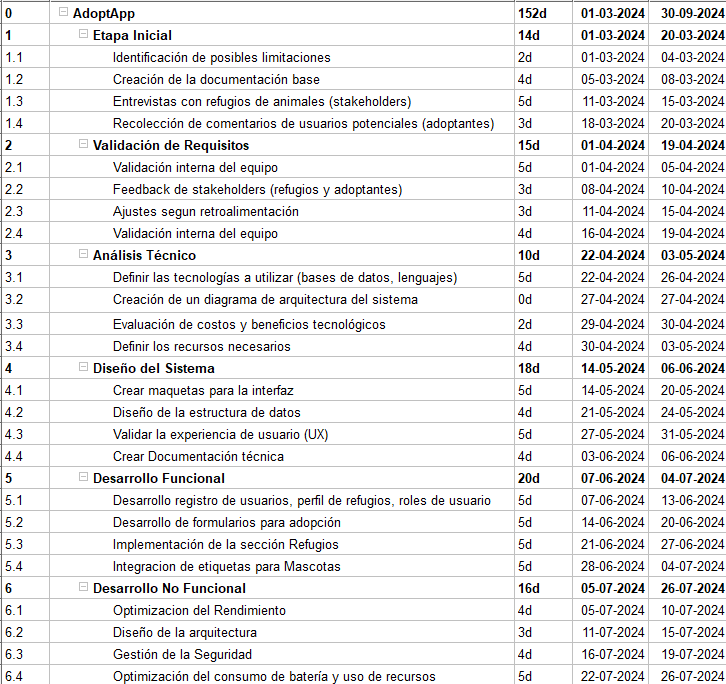 0 AdoptApp 152d 01-03-2024 30-09-2024
1 Etapa Inicial 14d 01-03-2024 20-03-2024
1.1 Identificación de posibles limitaciones 2d 01-03-2024 04-03-2024
1.2 Creación de la documentación base 4d 05-03-2024 08-03-2024
1.3 Entrevistas con refugios de animales (stakeholders) 5d 11-03-2024 15-03-2024
1.4 Recolección de comentarios de usuarios potenciales (adoptantes) 3d 18-03-2024 20-03-2024
2 Validación de Requisitos 15d 01-04-2024 19-04-2024
2.1 Validación interna del equipo 5d 01-04-2024 05-04-2024
2.2 Feedback de stakeholders (refugios y adoptantes) 3d 08-04-2024 10-04-2024
2.3 Ajustes segun retroalimentación 3d 11-04-2024 15-04-2024
2.4 Validación interna del equipo 4d 16-04-2024 19-04-2024
3 Análisis Técnico 10d 22-04-2024 03-05-2024
3.1 Definir las tecnologías a utilizar (bases de datos, lenguajes) 5d 22-04-2024 26-04-2024
3.2 Creación de un diagrama de arquitectura del sistema 0d 27-04-2024 27-04-2024
3.3 Evaluación de costos y beneficios tecnológicos 2d 29-04-2024 30-04-2024
3.4 Definir los recursos necesarios 4d 30-04-2024 03-05-2024
4 Diseño del Sistema 18d 14-05-2024 06-06-2024
4.1 Crear maquetas para la interfaz 5d 14-05-2024 20-05-2024
4.2 Diseño de la estructura de datos 4d 21-05-2024 24-05-2024
4.3 Validar la experiencia de usuario (UX) 5d 27-05-2024 31-05-2024
4.4 Crear Documentación técnica 4d 03-06-2024 06-06-2024
5 Desarrollo Funcional 20d 07-06-2024 04-07-2024
5.1 Desarrollo registro de usuarios, perfil de refugios, roles de usuario 5d 07-06-2024 13-06-2024
5.2 Desarrollo de formularios para adopción 5d 14-06-2024 20-06-2024
5.3 Implementación de la sección Refugios 5d 21-06-2024 27-06-2024
5.4 Integracion de etiquetas para Mascotas 5d 28-06-2024 04-07-2024
6 Desarrollo No Funcional 16d 05-07-2024 26-07-2024
6.1 Optimizacion del Rendimiento 4d 05-07-2024 10-07-2024
6.2 Diseño de la arquitectura 3d 11-07-2024 15-07-2024
6.3 Gestión de la Seguridad 4d 16-07-2024 19-07-2024
6.4 Optimización del consumo de batería y uso de recursos 5d 22-07-2024 26-07-2024